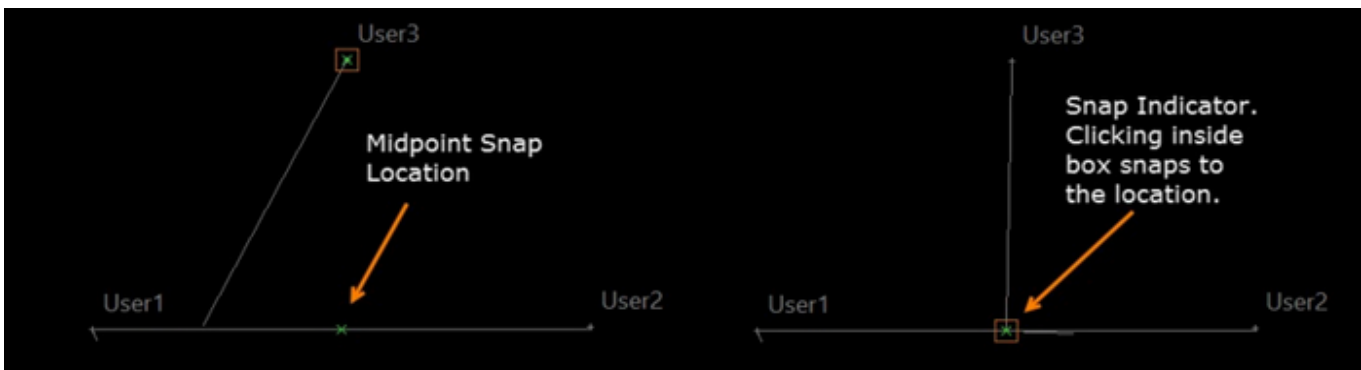 User3
Midpoint Snap
Location
User1
User2
User3
Snap Indicator.
Clicking inside
box snaps to
the location.
User1
User2